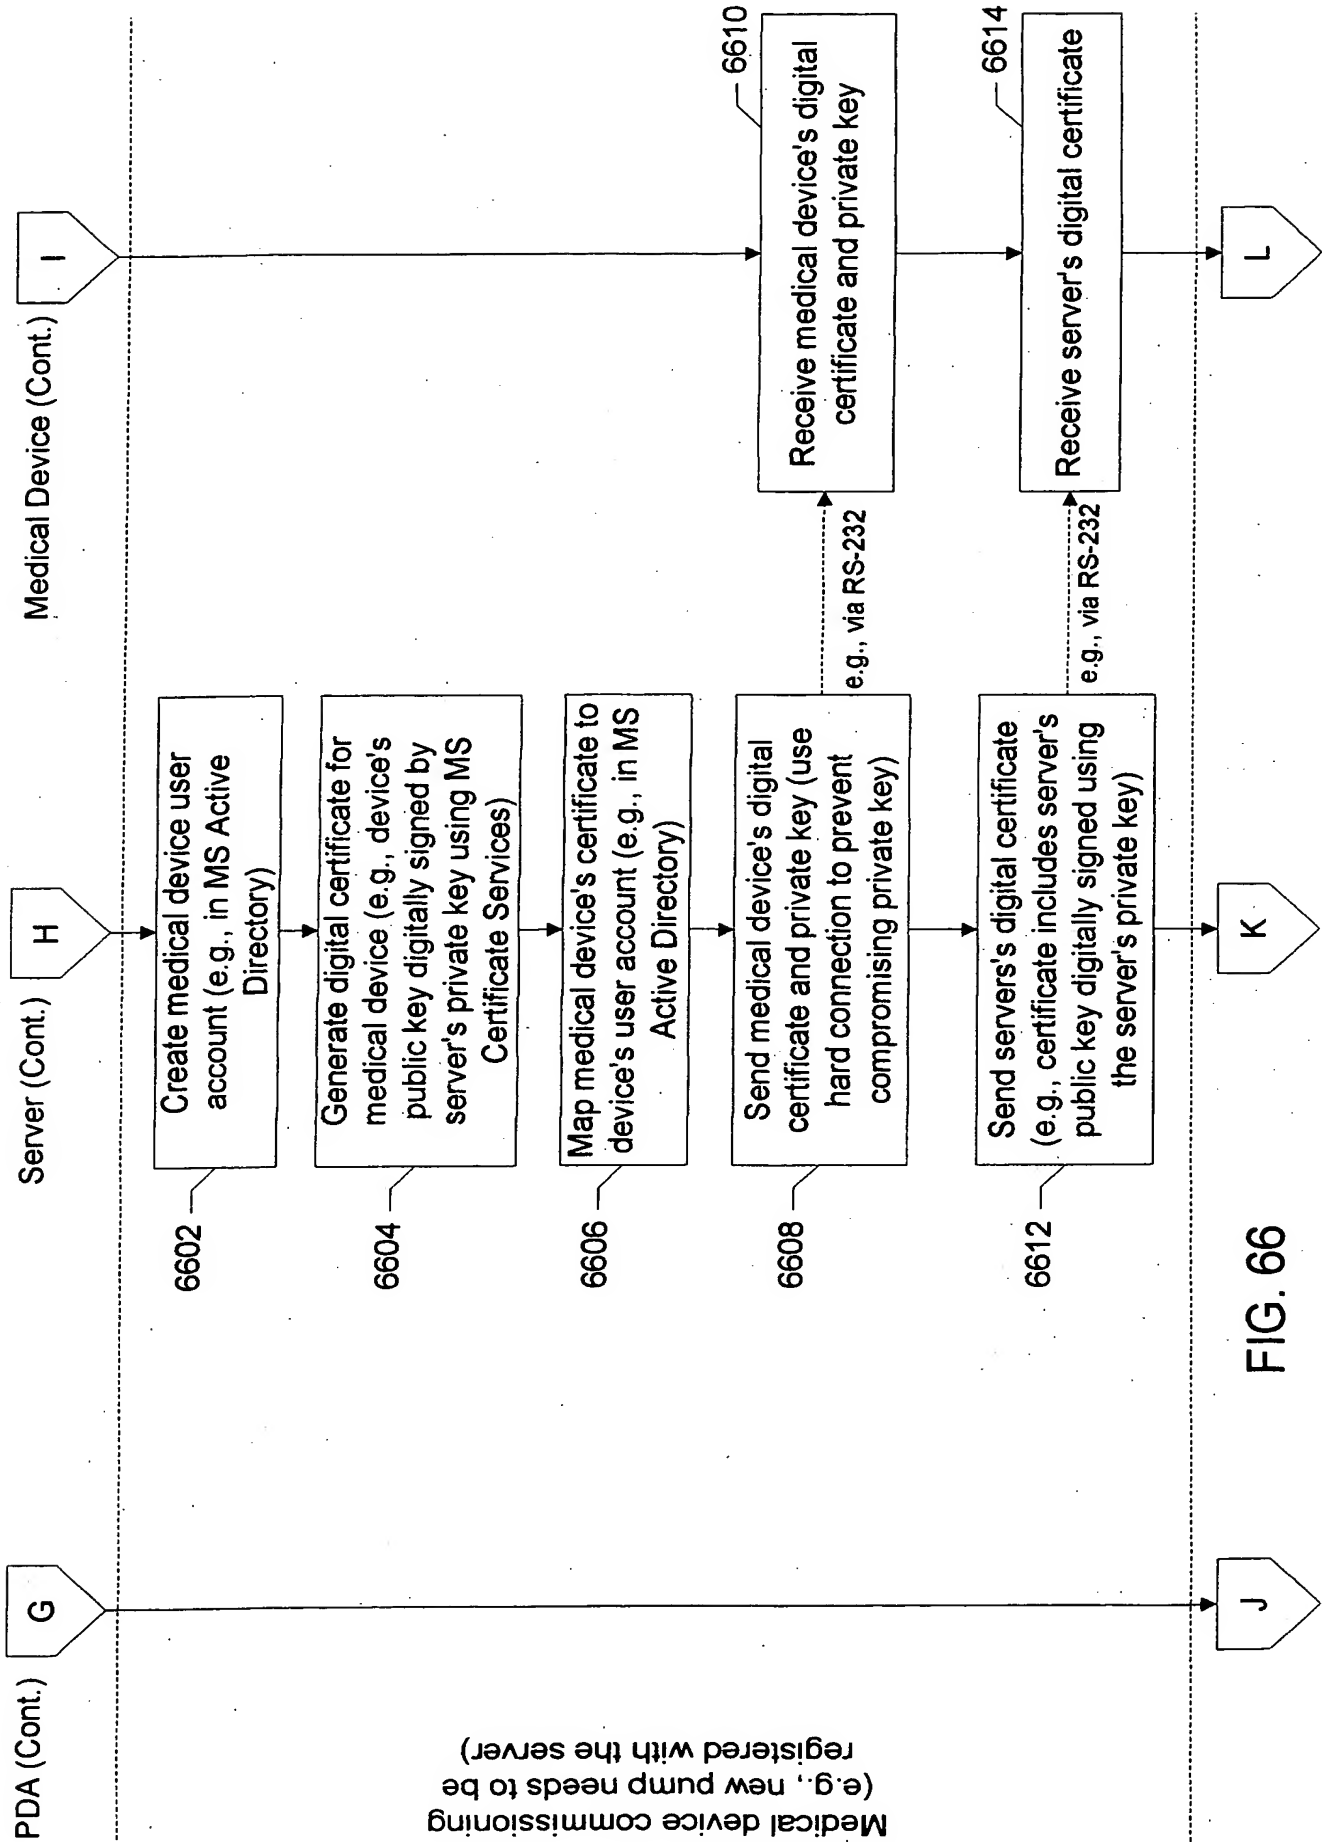 PDA (Cont.)
Server (Cont.)
Medical Device (Cont.)
G
H
I
Medical device commissioning
(e.g., new pump needs to be
registered with the server)
6602
Create medical device user
account (e.g., in MS Active
Directory)
6604
Generate digital certificate for
medical device (e.g., device's
public key digitally signed by
server's private key using MS
Certificate Services)
6606
Map medical device's certificate to
device's user account (e.g., in MS
Active Directory)
6608
Send medical device's digital
certificate and private key (use
hard connection to prevent
compromising private key)
e.g., via RS-232
6610
Receive medical device's digital
certificate and private key
6612
Send servers's digital certificate
(e.g., certificate includes server's
public key digitally signed using
the server's private key)
e.g., via RS-232
6614
Receive server's digital certificate
J
K
L
FIG. 66